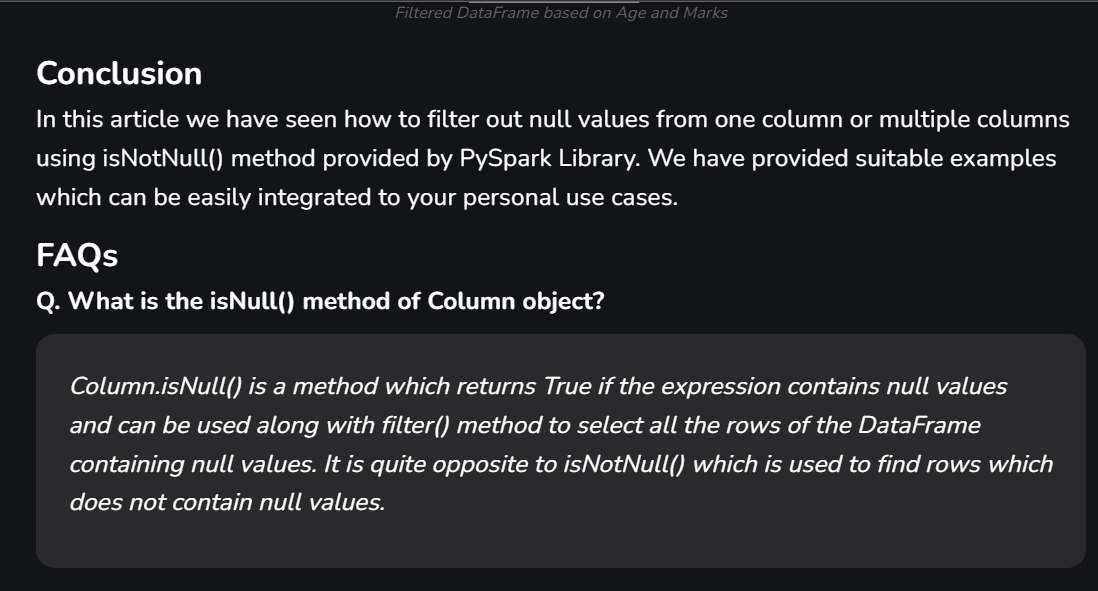 Filtered DataFrame based on Age and Marks
Conclusion
In this article we have seen how to filter out null values from one column or multiple columns
using isNotNull() method provided by PySpark Library. We have provided suitable examples
which can be easily integrated to your personal use cases.
FAQs
Q. What is the isNull() method of Column object?
Column.isNull() is a method which returns True if the expression contains null values
and can be used along with filter() method to select all the rows of the DataFrame
containing null values. It is quite opposite to isNotNull() which is used to find rows which
does not contain null values.